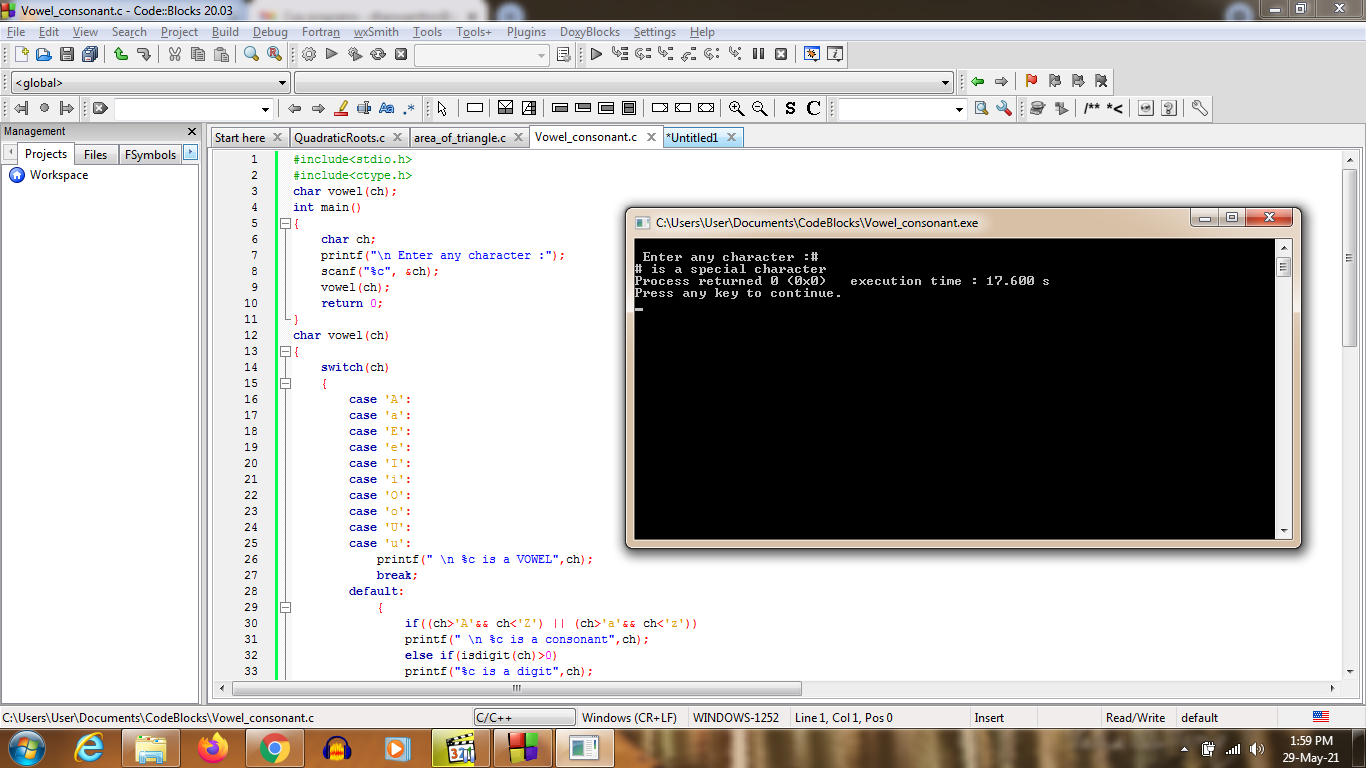 Vowel_consonant.c - Code::Blocks 20.03
File Edit View Search Project Build Debug Fortran wxSmith Tools Tools+ Plugins DoxyBlocks Settings Help
<global>
S C
/** *<
Management
Projects Files FSymbols
Workspace
Start here QuadraticRoots.c area_of_triangle.c Vowel_consonant.c *Untitled1
1 #include<stdio.h>
2 #include<ctype.h>
3 char vowel(ch);
4 int main()
5 {
6 char ch;
7 printf("\n Enter any character :");
8 scanf("%c", &ch);
9 vowel(ch);
10 return 0;
11 }
12 char vowel(ch)
13 {
14 switch(ch)
15 {
16 case 'A':
17 case 'a':
18 case 'E':
19 case 'e':
20 case 'I':
21 case 'i':
22 case 'O':
23 case 'o':
24 case 'U':
25 case 'u':
26 printf(" \n %c is a VOWEL",ch);
27 break;
28 default:
29 {
30 if((ch>'A'&& ch<'Z') || (ch>'a'&& ch<'z'))
31 printf(" \n %c is a consonant",ch);
32 else if(isdigit(ch)>0)
33 printf("%c is a digit",ch);
C:\Users\User\Documents\CodeBlocks\Vowel_consonant.exe
Enter any character :#
# is a special character
Process returned 0 (0x0) execution time : 17.600 s
Press any key to continue.
C:\Users\User\Documents\CodeBlocks\Vowel_consonant.c C/C++ Windows (CR+LF) WINDOWS-1252 Line 1, Col 1, Pos 0 Insert Read/Write default
321
1:59 PM
29-May-21